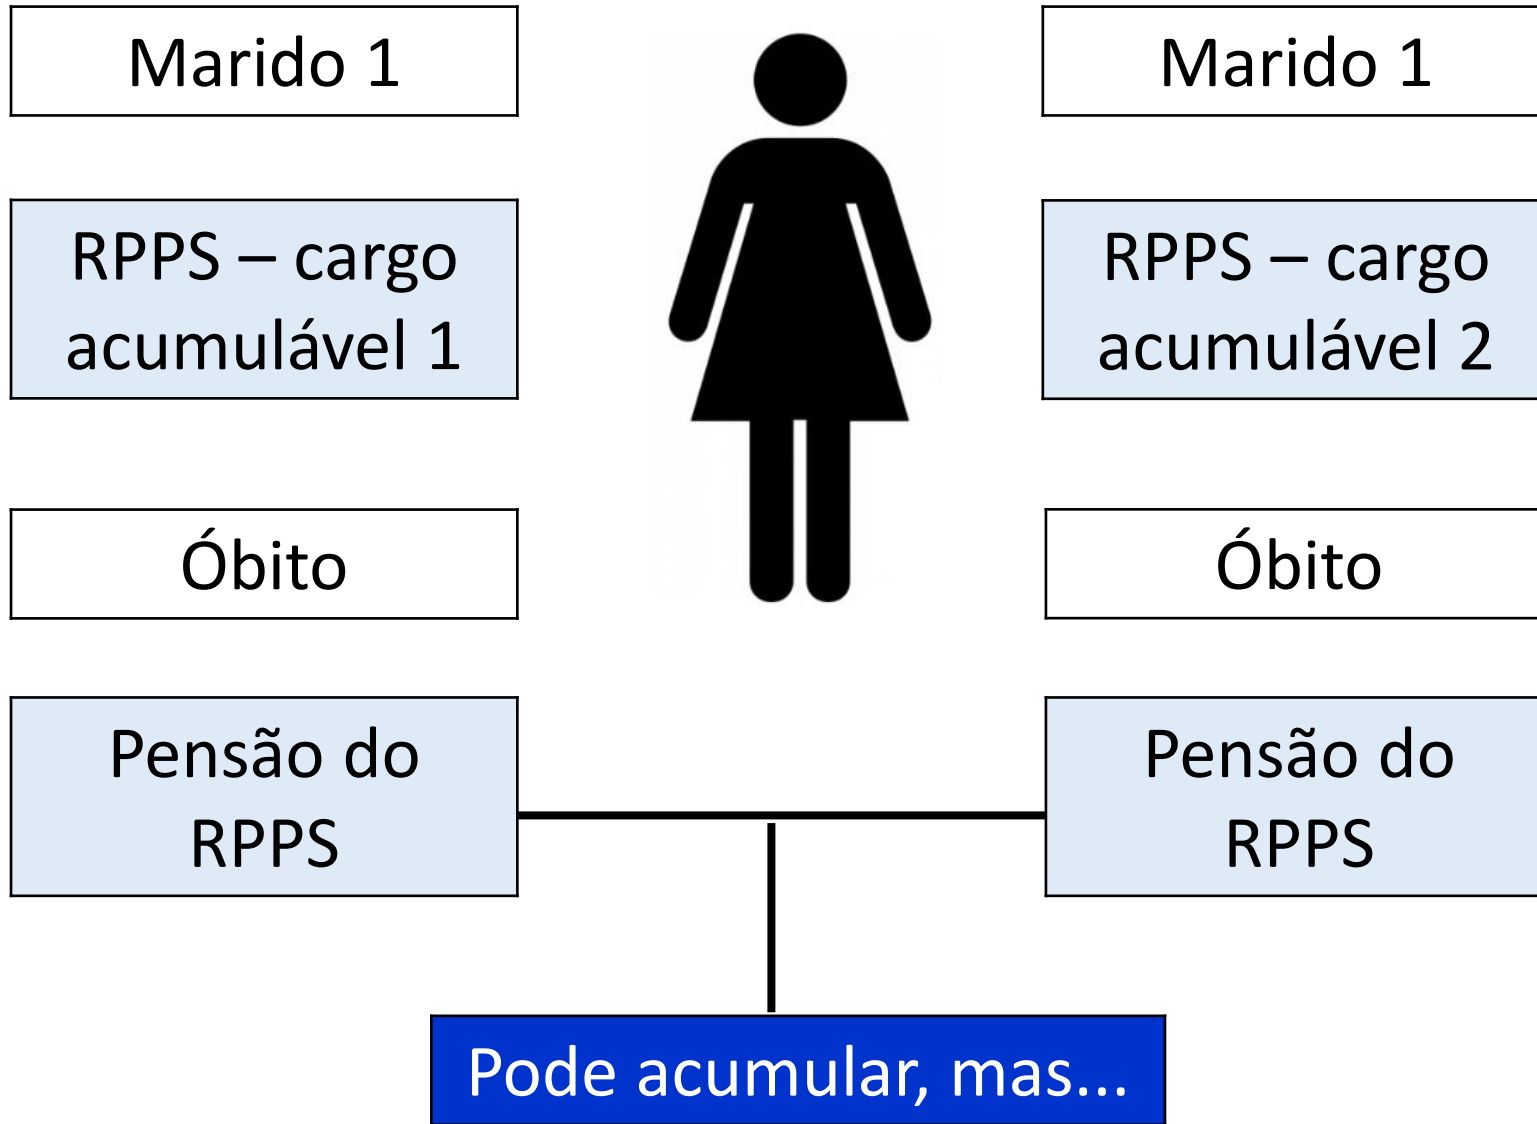 Marido 1
Marido 1
RPPS – cargo
acumulável 1
RPPS – cargo
acumulável 2
Óbito
Óbito
Pensão do
RPPS
Pensão do
RPPS
Pode acumular, mas...